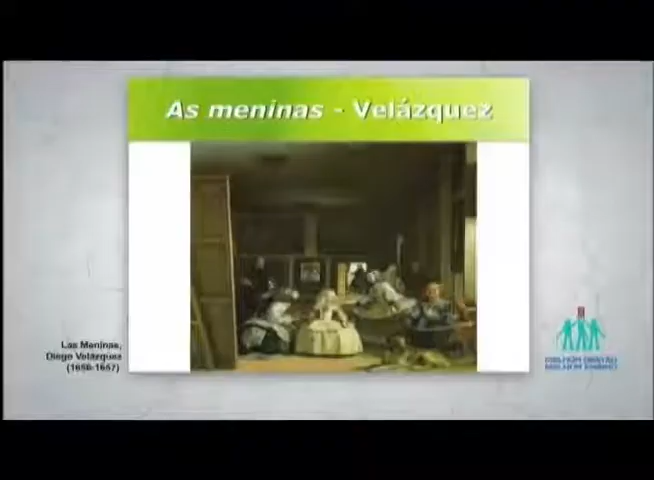 As meninas - Velázquez
Las Meninas,
Diego Velázquez
(1656-1657)